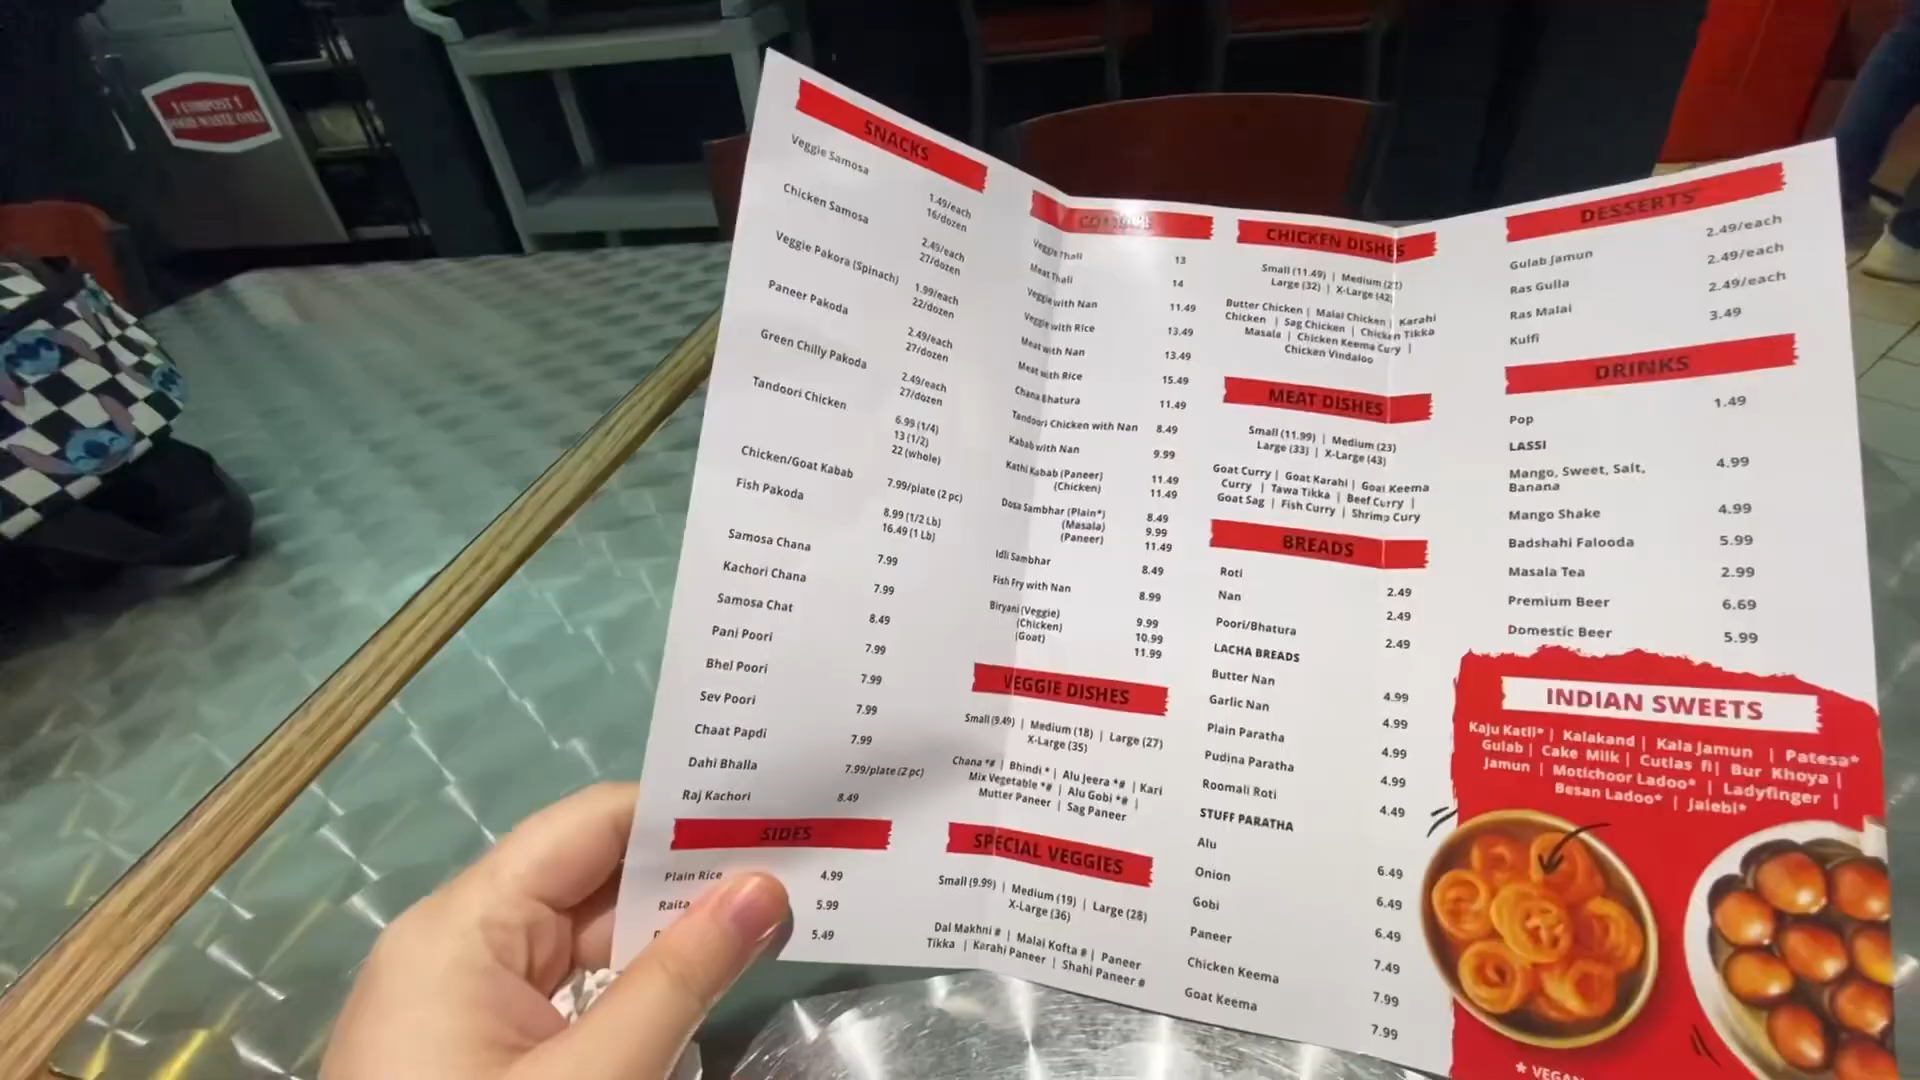 ! COMPOST !
FOOD WASTE ONLY
SNACKS
Veggie Samosa
1.49/each
16/dozen
Chicken Samosa
2.49/each
27/dozen
Veggie Pakora (Spinach)
1.99/each
22/dozen
Paneer Pakoda
2.49/each
27/dozen
Green Chilly Pakoda
2.49/each
27/dozen
Tandoori Chicken
6.99 (1/4)
13 (1/2)
22 (whole)
Chicken/Goat Kabab
7.99/plate (2 pc)
Fish Pakoda
8.99 (1/2 Lb)
16.49 (1 Lb)
Samosa Chana 7.99
Kachori Chana 7.99
Samosa Chat 8.49
Pani Poori 7.99
Bhel Poori 7.99
Sev Poori 7.99
Chaat Papdi 7.99
Dahi Bhalla 7.99/plate (2 pc)
Raj Kachori 8.49
SIDES
Plain Rice 4.99
Raita 5.99
5.49
COMBOS
Veggie Thali 13
Meat Thali 14
Veggie with Nan 11.49
Veggie with Rice 13.49
Meat with Nan 13.49
Meat with Rice 15.49
Chana Bhatura 11.49
Tandoori Chicken with Nan 8.49
Kabab with Nan 9.99
Kathi Kabab (Paneer) 11.49
(Chicken) 11.49
Dosa Sambhar (Plain*) 8.49
(Masala) 9.99
(Paneer) 11.49
Idli Sambhar 8.49
Fish Fry with Nan 8.99
Biryani (Veggie) 9.99
(Chicken) 10.99
(Goat) 11.99
VEGGIE DISHES
Small (9.49) | Medium (18) | Large (27)
X-Large (35)
Chana *# | Bhindi * | Alu Jeera *# | Kari
Mix Vegetable *# | Alu Gobi *# |
Mutter Paneer | Sag Paneer
SPECIAL VEGGIES
Small (9.99) | Medium (19) | Large (28)
X-Large (36)
Dal Makhni # | Malai Kofta # | Paneer
Tikka | Karahi Paneer | Shahi Paneer #
CHICKEN DISHES
Small (11.49) | Medium (21)
Large (32) | X-Large (42)
Butter Chicken | Malai Chicken | Karahi
Chicken | Sag Chicken | Chicken Tikka
Masala | Chicken Keema Cury |
Chicken Vindaloo
MEAT DISHES
Small (11.99) | Medium (23)
Large (33) | X-Large (43)
Goat Curry | Goat Karahi | Goat Keema
Curry | Tawa Tikka | Beef Curry |
Goat Sag | Fish Curry | Shrimp Cury
BREADS
Roti 2.49
Nan 2.49
Poori/Bhatura 2.49
LACHA BREADS
Butter Nan 4.99
Garlic Nan 4.99
Plain Paratha 4.99
Pudina Paratha 4.99
Roomali Roti 4.49
STUFF PARATHA
Alu 6.49
Onion 6.49
Gobi 6.49
Paneer 7.49
Chicken Keema 7.99
Goat Keema 7.99
DESSERTS
Gulab Jamun 2.49/each
Ras Gulla 2.49/each
Ras Malai 2.49/each
Kulfi 3.49
DRINKS
Pop 1.49
LASSI
Mango, Sweet, Salt, 4.99
Banana
Mango Shake 4.99
Badshahi Falooda 5.99
Masala Tea 2.99
Premium Beer 6.69
Domestic Beer 5.99
INDIAN SWEETS
Kaju Katli* | Kalakand | Kala Jamun | Patesa*
Gulab | Cake Milk | Cutlas fi| Bur Khoya |
Jamun | Motichoor Ladoo* | Ladyfinger |
Besan Ladoo* | Jalebi*
* VEGAN